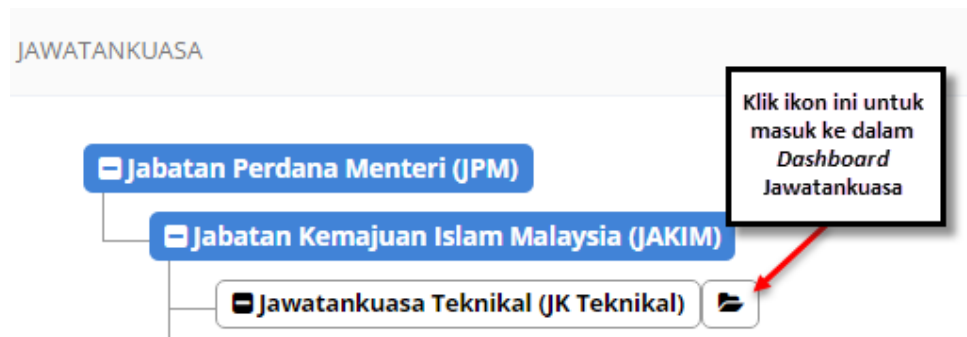 JAWATANKUASA
Klik ikon ini untuk
masuk ke dalam
Dashboard
Jawatankuasa
Jabatan Perdana Menteri (JPM)
Jabatan Kemajuan Islam Malaysia (JAKIM)
Jawatankuasa Teknikal (JK Teknikal)